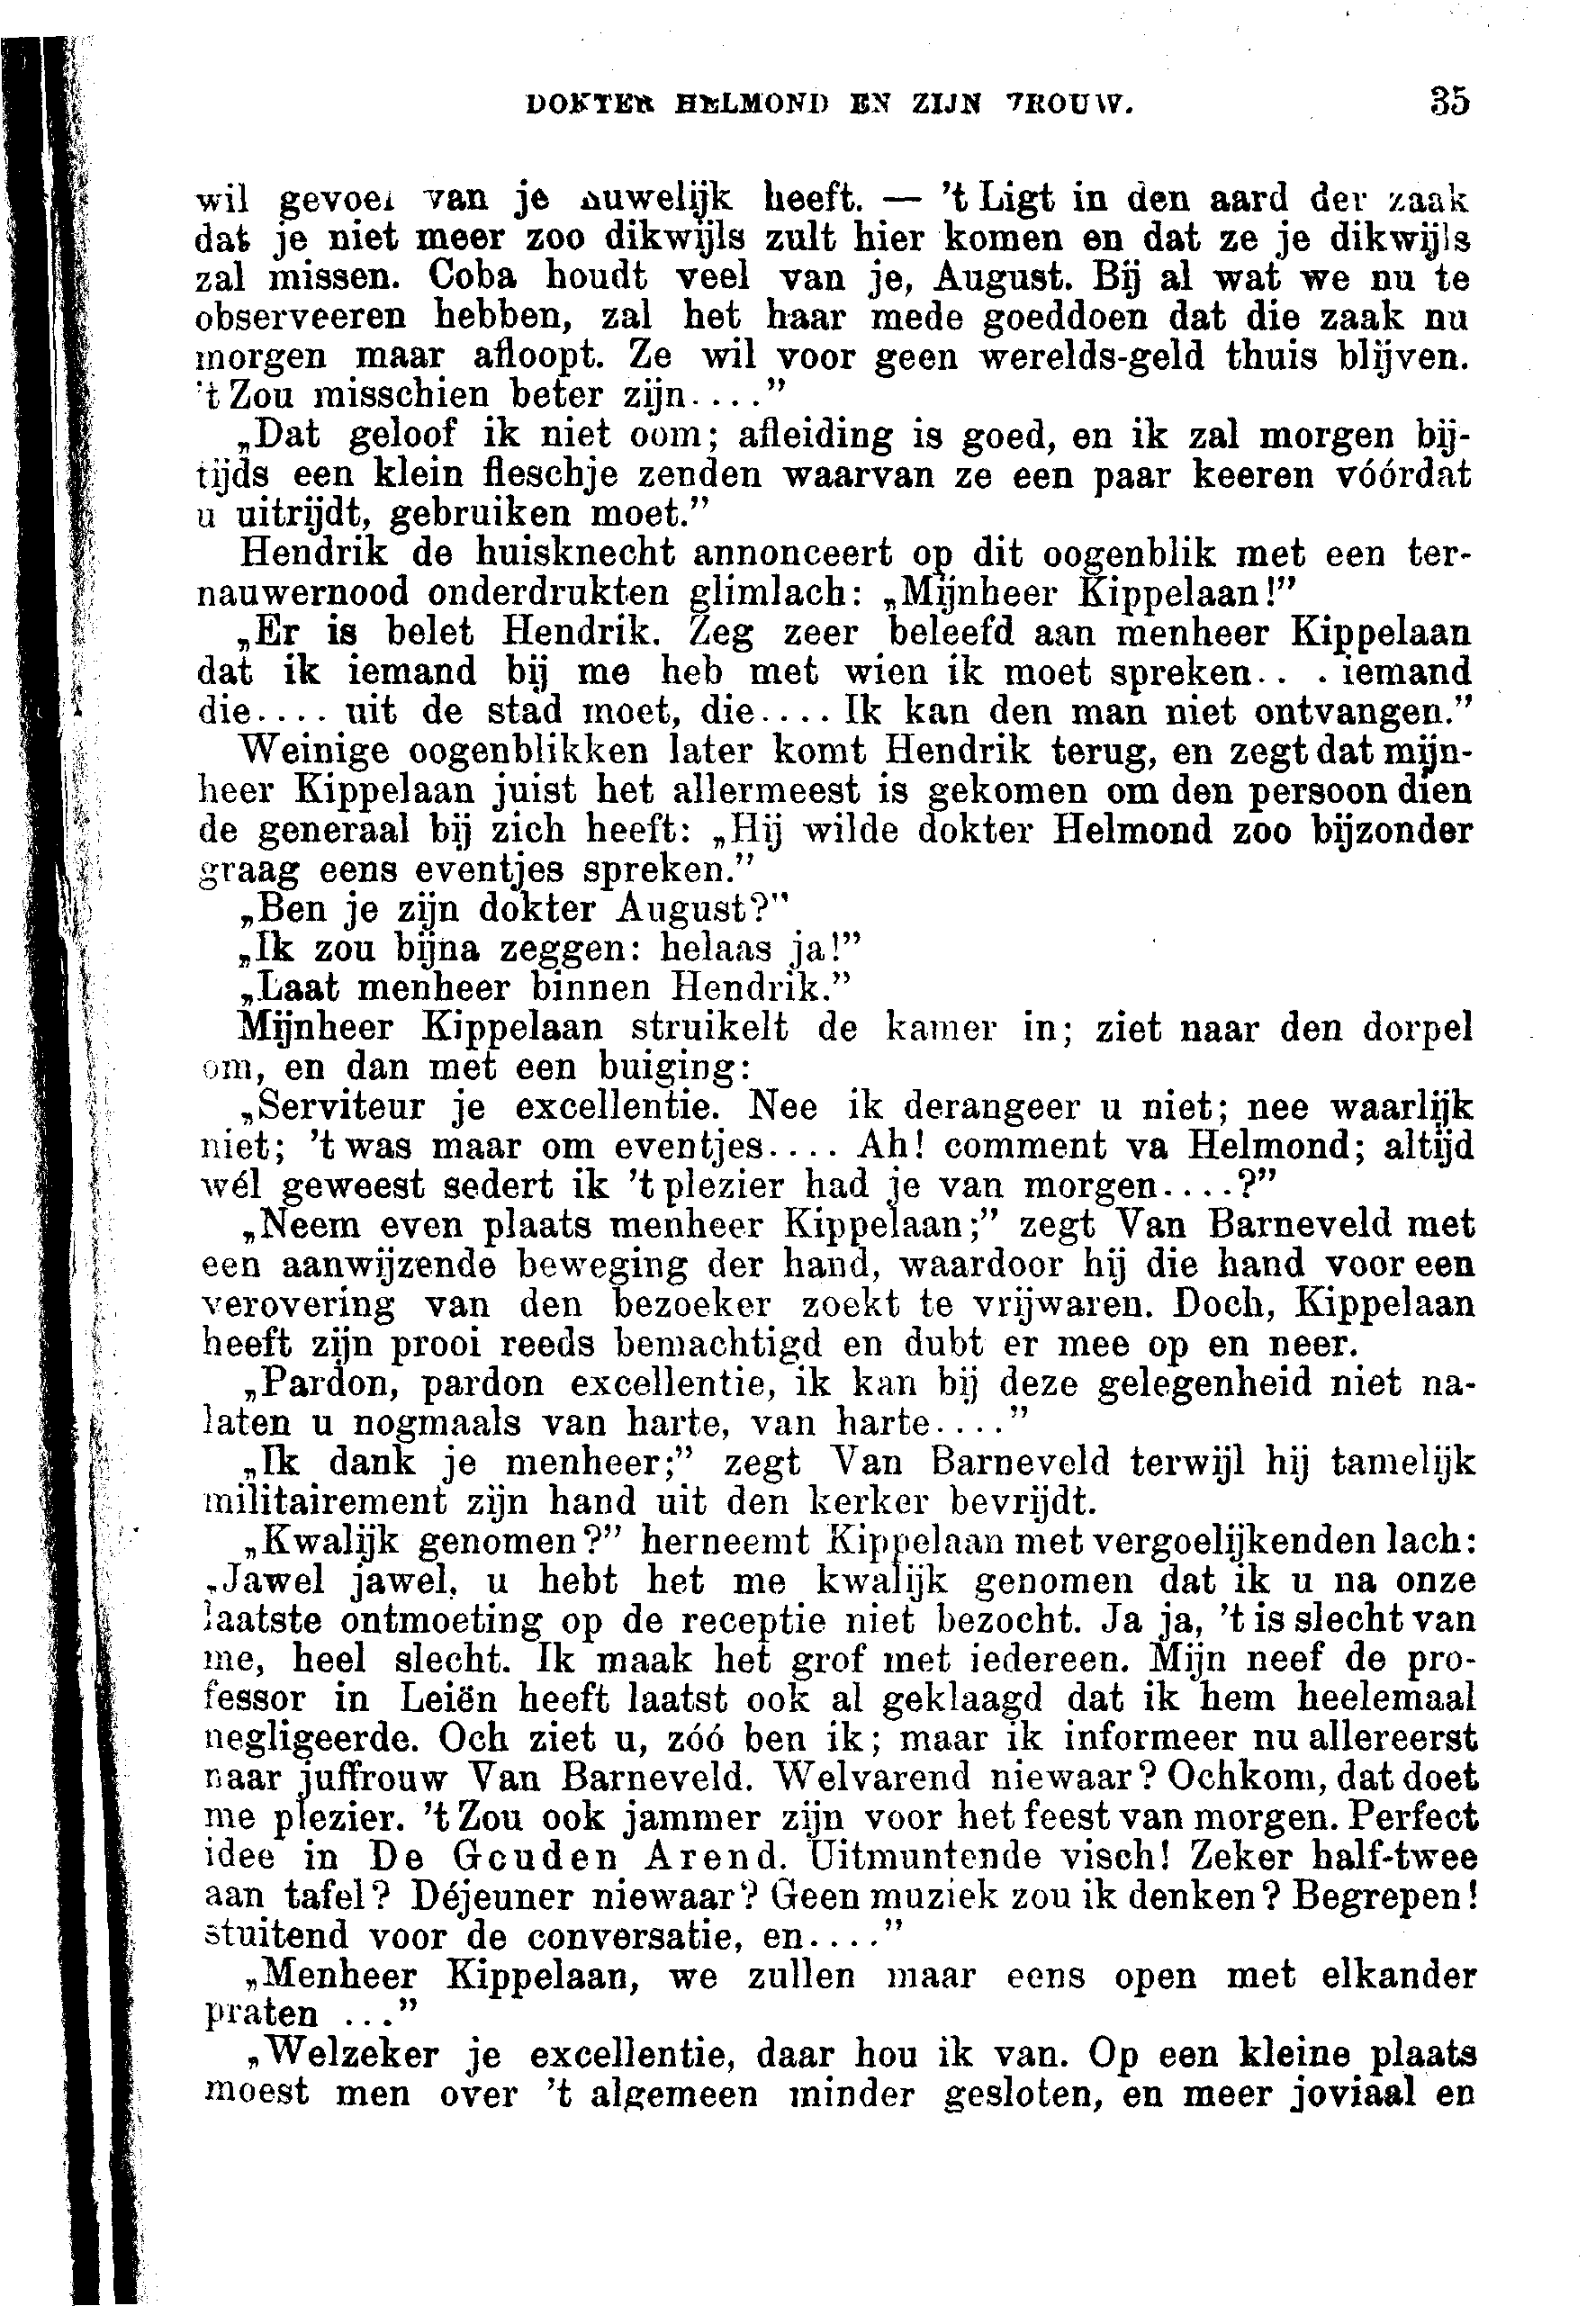 DOKTER HELMOND EN ZIJN VROUW. 35
wil gevoel van je huwelijk heeft. — 't Ligt in den aard der zaak
dat je niet meer zoo dikwijls zult hier komen en dat ze je dikwijls
zal missen. Coba houdt veel van je, August. Bij al wat we nu te
observeeren hebben, zal het haar mede goeddoen dat die zaak nu
morgen maar afloopt. Ze wil voor geen werelds-geld thuis blijven.
't Zou misschien beter zijn...."
„Dat geloof ik niet oom; afleiding is goed, en ik zal morgen bij-
tijds een klein fleschje zenden waarvan ze een paar keeren vóórdat
u uitrijdt, gebruiken moet."
Hendrik de huisknecht annonceert op dit oogenblik met een ter-
nauwernood onderdrukten glimlach: „Mijnheer Kippelaan!"
„Er is belet Hendrik. Zeg zeer beleefd aan menheer Kippelaan
dat ik iemand bij me heb met wien ik moet spreken.. . iemand
die.... uit de stad moet, die.... Ik kan den man niet ontvangen."
Weinige oogenblikken later komt Hendrik terug, en zegt dat mijn-
heer Kippelaan juist het allermeest is gekomen om den persoon dien
de generaal bij zich heeft: „Hij wilde dokter Helmond zoo bijzonder
graag eens eventjes spreken."
„Ben je zijn dokter August?"
„Ik zou bijna zeggen: helaas ja!"
„Laat menheer binnen Hendrik."
Mijnheer Kippelaan struikelt de kamer in; ziet naar den dorpel
om, en dan met een buiging:
„Serviteur je excellentie. Nee ik derangeer u niet; nee waarlijk
niet; 't was maar om eventjes.... Ah! comment va Helmond; altijd
wél geweest sedert ik 't plezier had je van morgen....?"
„Neem even plaats menheer Kippelaan;" zegt Van Barneveld met
een aanwijzende beweging der hand, waardoor hij die hand voor een
verovering van den bezoeker zoekt te vrijwaren. Doch, Kippelaan
heeft zijn prooi reeds bemachtigd en dubt er mee op en neer.
„Pardon, pardon excellentie, ik kan bij deze gelegenheid niet na-
laten u nogmaals van harte, van harte...."
„Ik dank je menheer;" zegt Van Barneveld terwijl hij tamelijk
militairement zijn hand uit den kerker bevrijdt.
„Kwalijk genomen?" herneemt Kippelaan met vergoelijkenden lach:
„Jawel jawel, u hebt het me kwalijk genomen dat ik u na onze
laatste ontmoeting op de receptie niet bezocht. Ja ja, 't is slecht van
me, heel slecht. Ik maak het grof met iedereen. Mijn neef de pro-
fessor in Leiën heeft laatst ook al geklaagd dat ik hem heelemaal
negligeerde. Och ziet u, zóó ben ik; maar ik informeer nu allereerst
naar juffrouw Van Barneveld. Welvarend niewaar? Ochkom, dat doet
me plezier. 't Zou ook jammer zijn voor het feest van morgen. Perfect
idee in De Gouden Arend. Uitmuntende visch! Zeker half-twee
aan tafel? Déjeuner niewaar? Geen muziek zou ik denken? Begrepen!
stuitend voor de conversatie, en...."
„Menheer Kippelaan, we zullen maar eens open met elkander
praten ..."
„Welzeker je excellentie, daar hou ik van. Op een kleine plaats
moest men over 't algemeen minder gesloten, en meer joviaal en